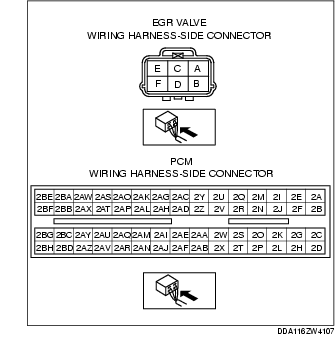 EGR VALVE
WIRING HARNESS-SIDE CONNECTOR
E C A
F D B
PCM
WIRING HARNESS-SIDE CONNECTOR
2BE 2BA 2AW 2AS 2AO 2AK 2AG 2AC 2Y 2U 2Q 2M 2I 2E 2A
2BF 2BB 2AX 2AT 2AP 2AL 2AH 2AD 2Z 2V 2R 2N 2J 2F 2B
2BG 2BC 2AY 2AU 2AQ 2AM 2AI 2AE 2AA 2W 2S 2O 2K 2G 2C
2BH 2BD 2AZ 2AV 2AR 2AN 2AJ 2AF 2AB 2X 2T 2P 2L 2H 2D
DDA116ZW4107